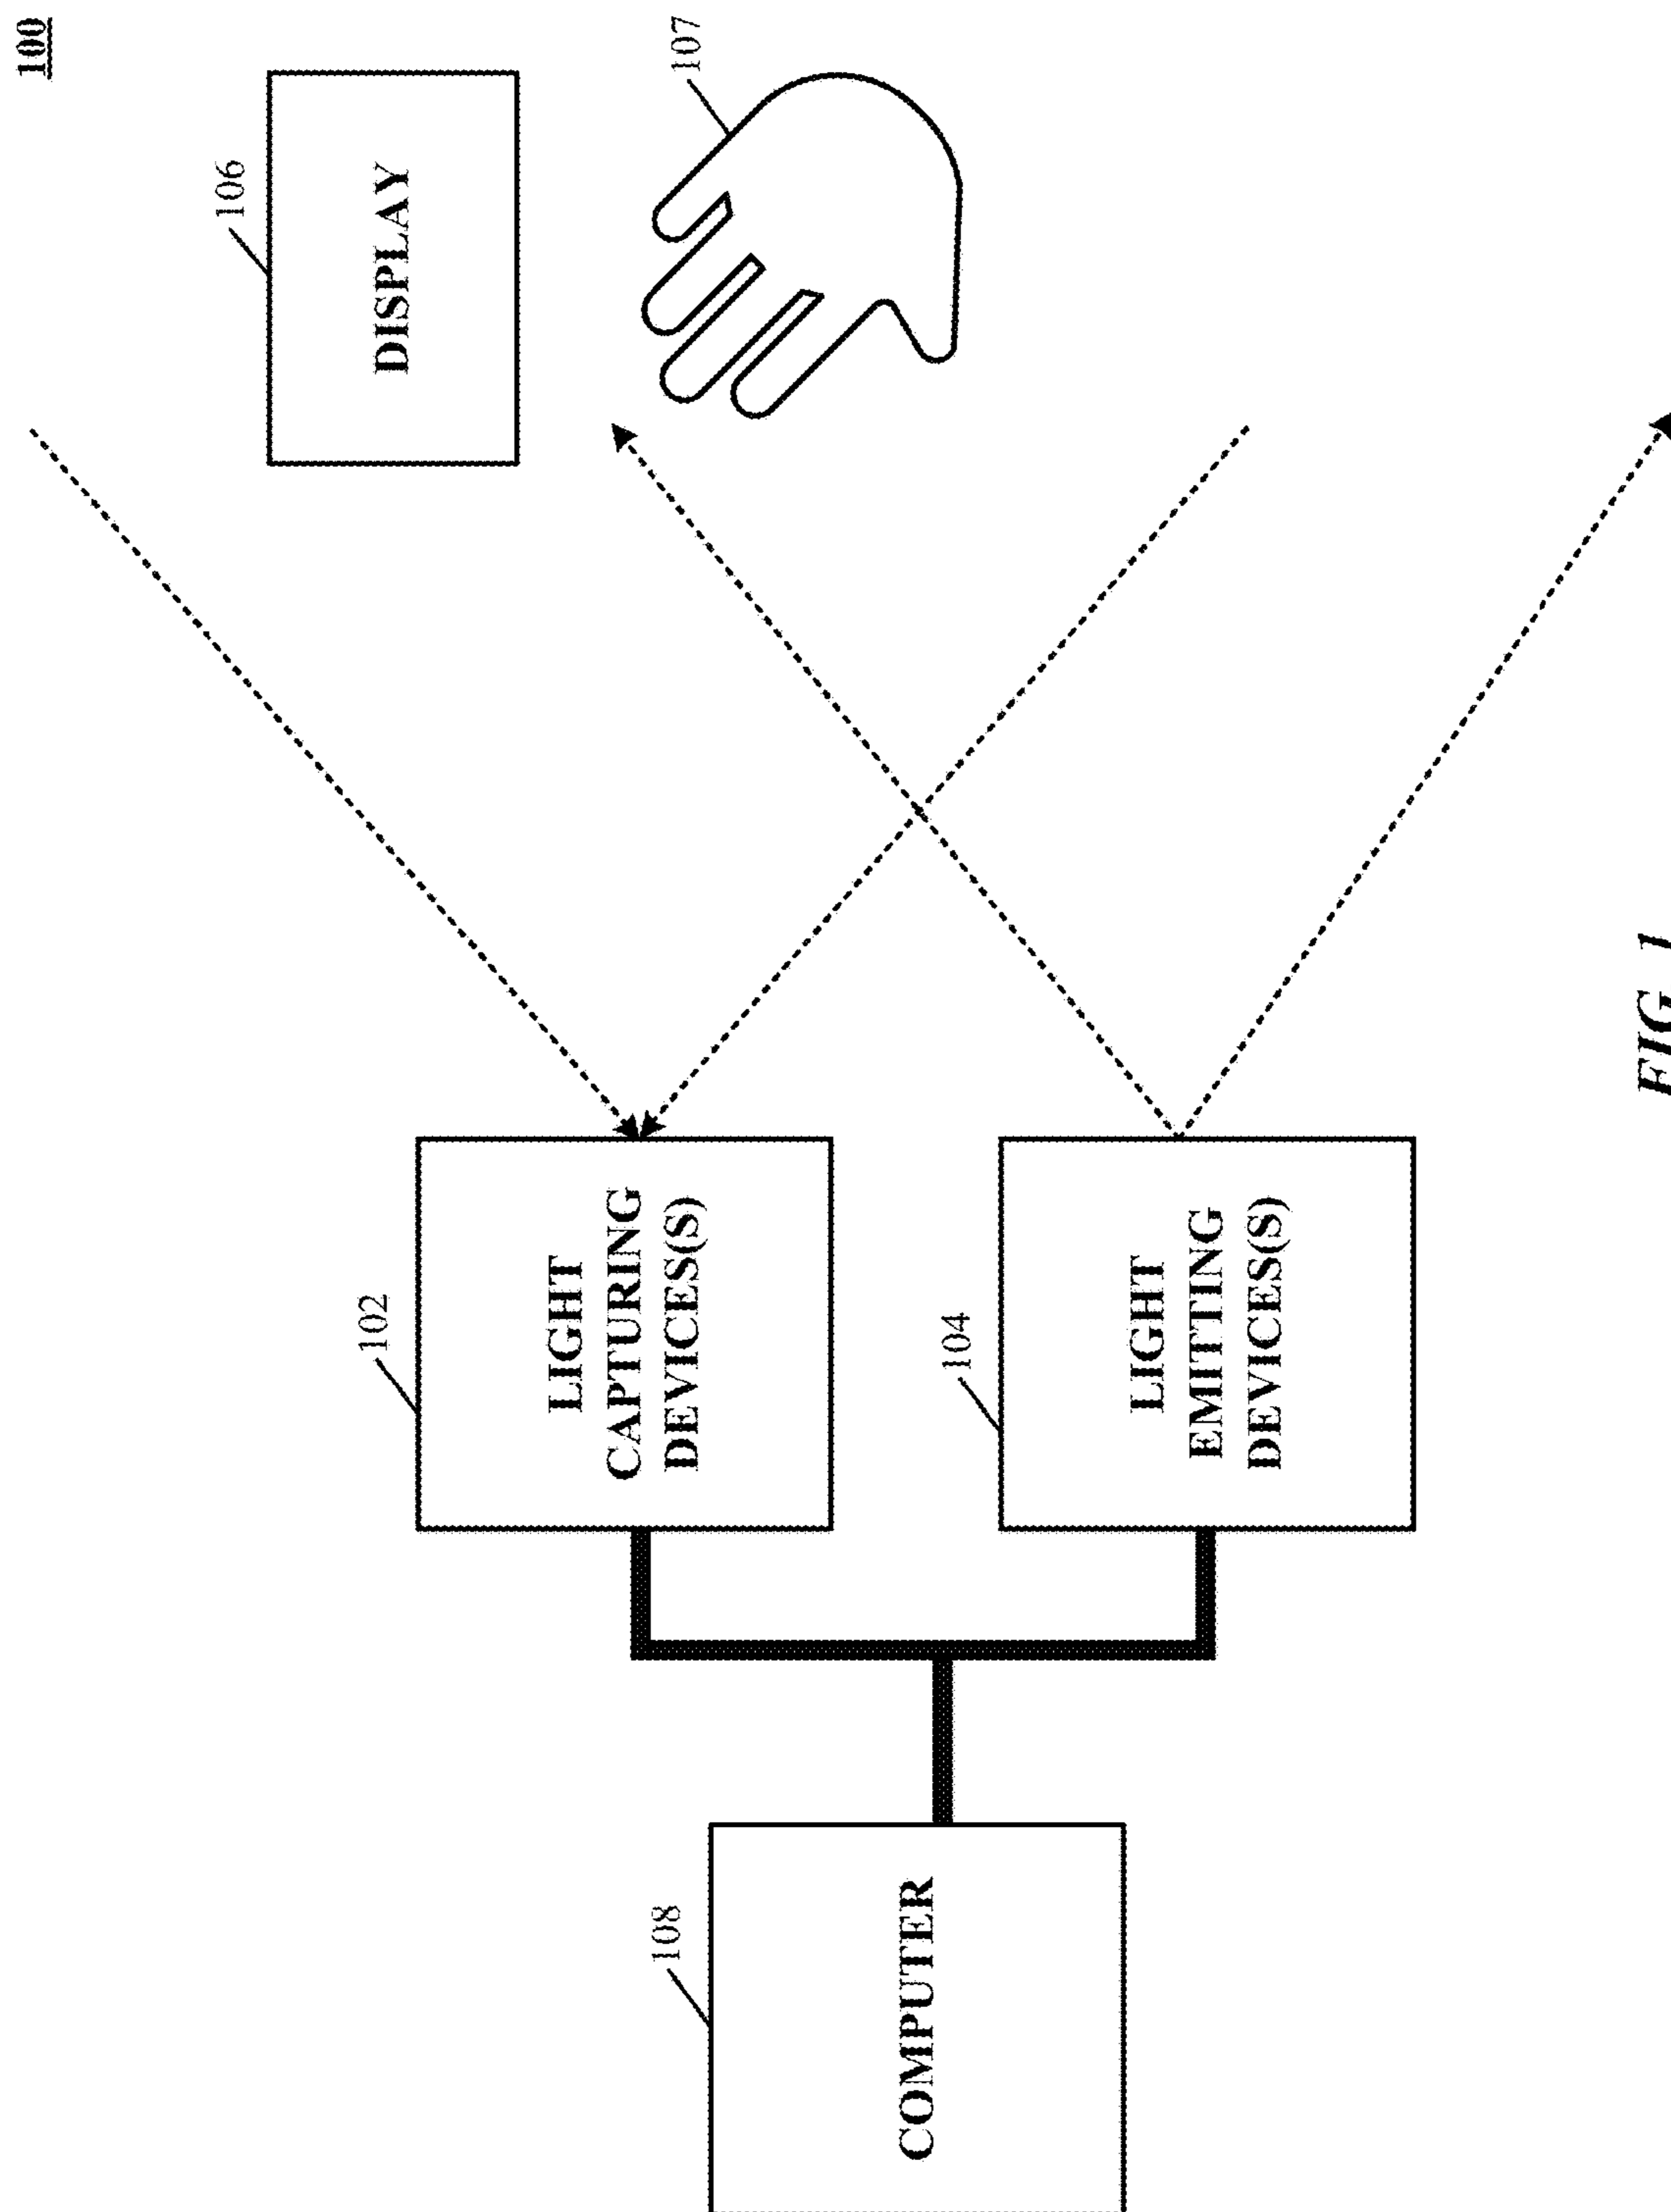 100
106
DISPLAY
107
102
LIGHT
CAPTURING
DEVICES(S)
108
COMPUTER
104
LIGHT
EMITTING
DEVICES(S)
FIG 1